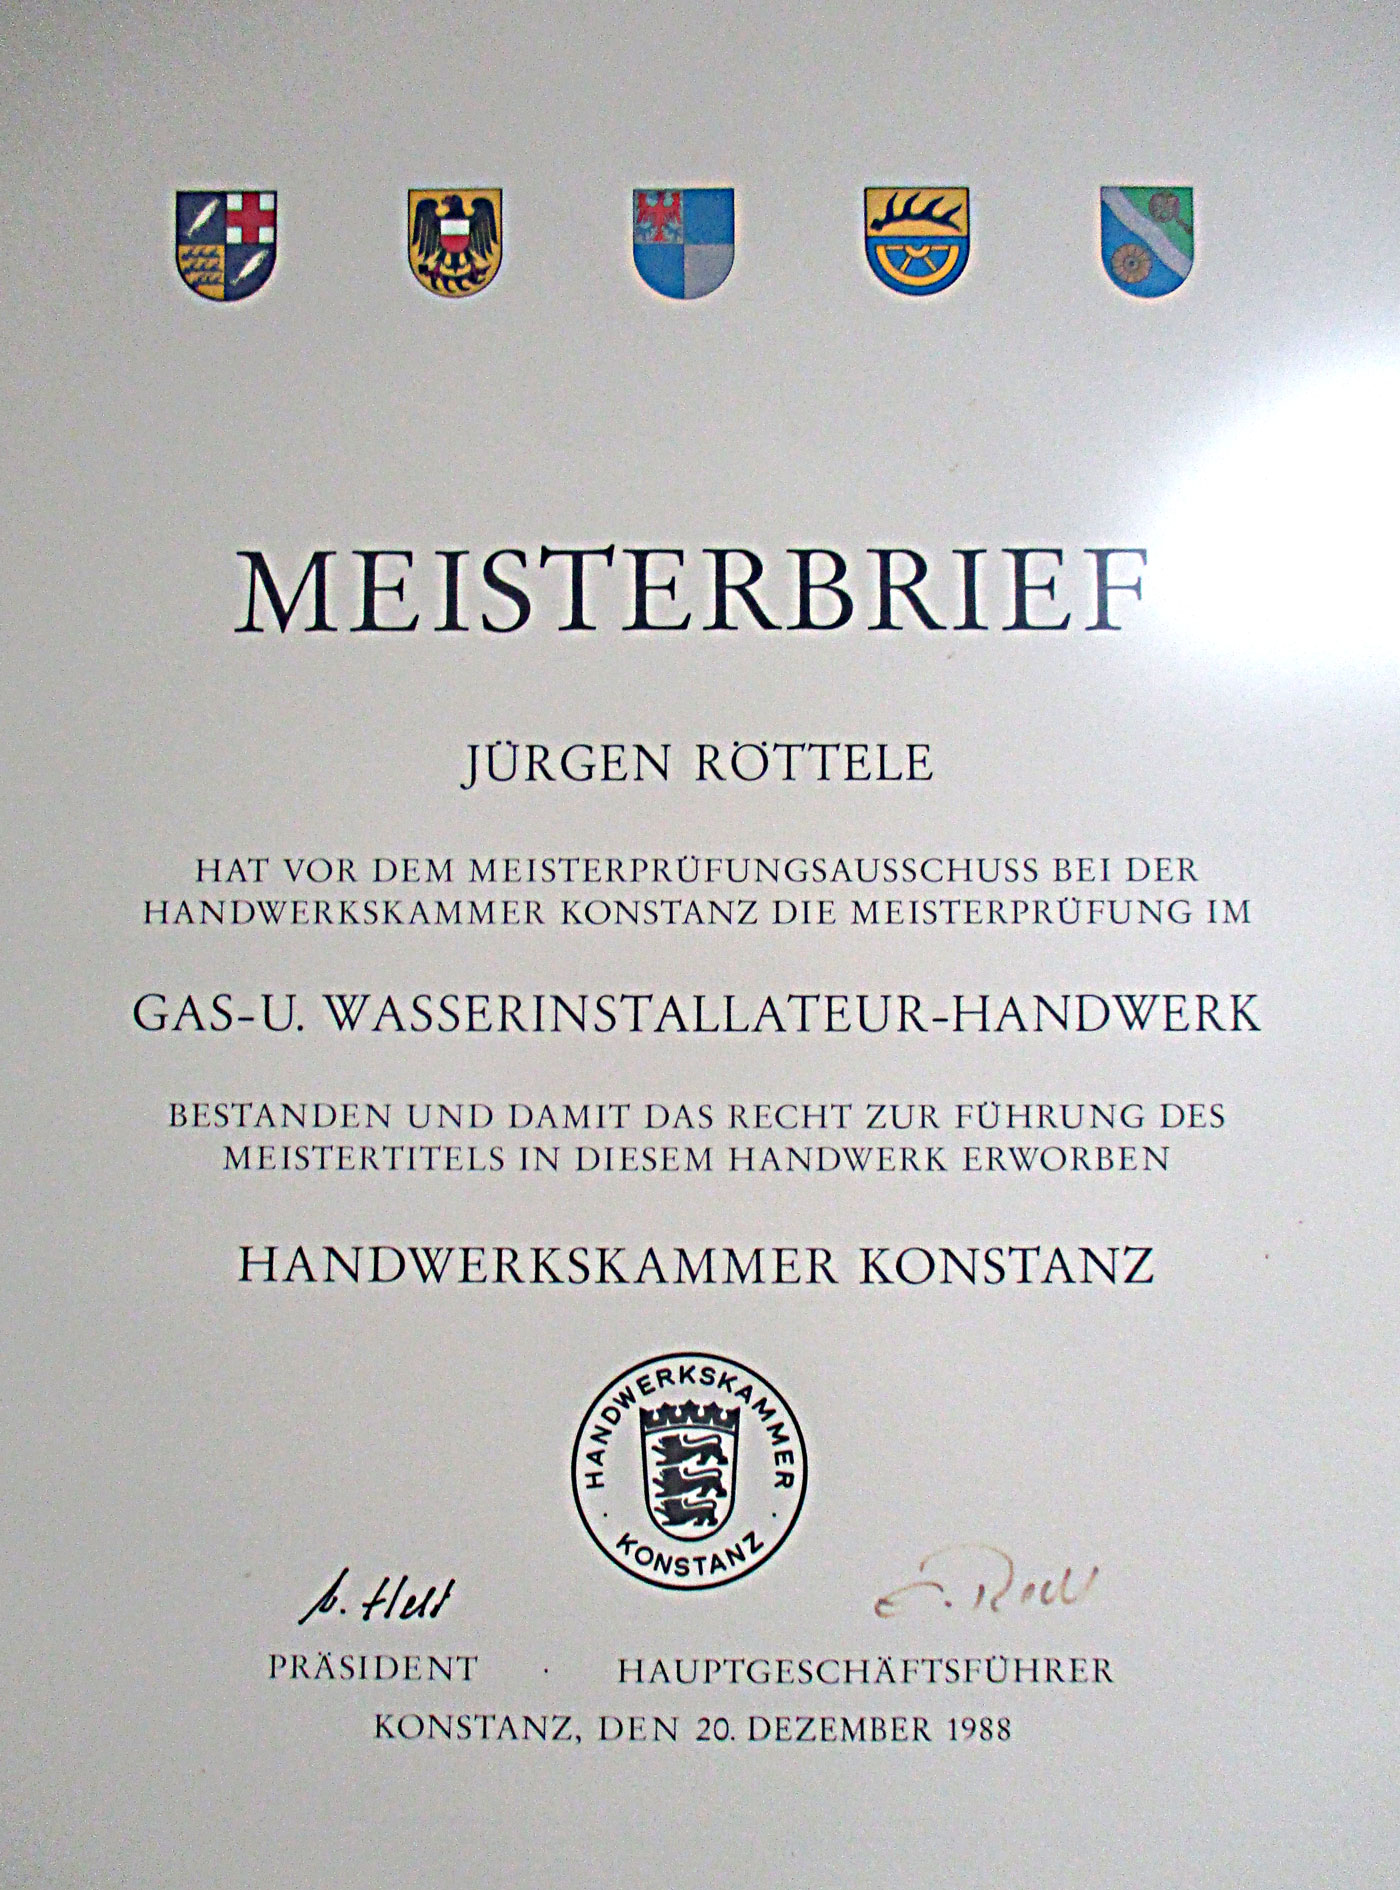 MEISTERBRIEF
JÜRGEN RÖTTELE
HAT VOR DEM MEISTERPRÜFUNGSAUSSCHUSS BEI DER
HANDWERKSKAMMER KONSTANZ DIE MEISTERPRÜFUNG IM
GAS-U. WASSERINSTALLATEUR-HANDWERK
BESTANDEN UND DAMIT DAS RECHT ZUR FÜHRUNG DES
MEISTERTITELS IN DIESEM HANDWERK ERWORBEN
HANDWERKSKAMMER KONSTANZ
HANDWERKSKAMMER
· KONSTANZ ·
PRÄSIDENT · HAUPTGESCHÄFTSFÜHRER
KONSTANZ, DEN 20. DEZEMBER 1988